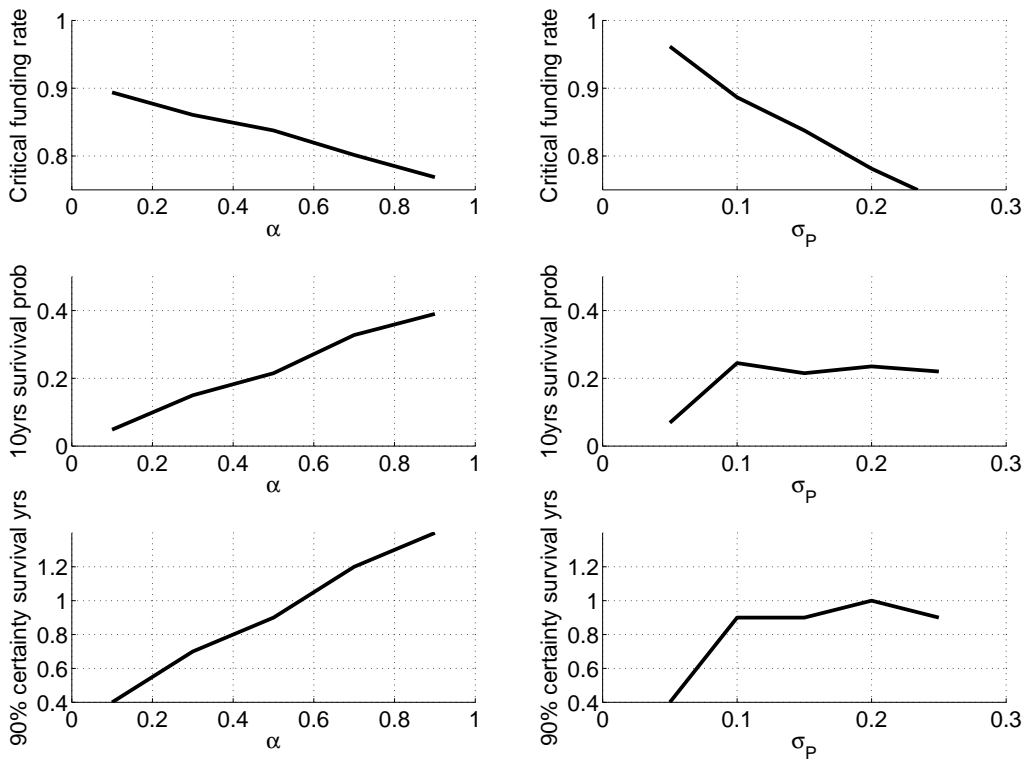 Critical funding rate
1
0.9
0.8
0 0.2 0.4 0.6 0.8 1
α
Critical funding rate
1
0.9
0.8
0 0.1 0.2 0.3
σP
10yrs surivival prob
0.4
0.2
0
0 0.2 0.4 0.6 0.8 1
α
10yrs surivival prob
0.4
0.2
0
0 0.1 0.2 0.3
σP
90% certainty survival yrs
1.2
1
0.8
0.6
0.4
0 0.2 0.4 0.6 0.8 1
α
90% certainty survival yrs
1.2
1
0.8
0.6
0.4
0 0.1 0.2 0.3
σP